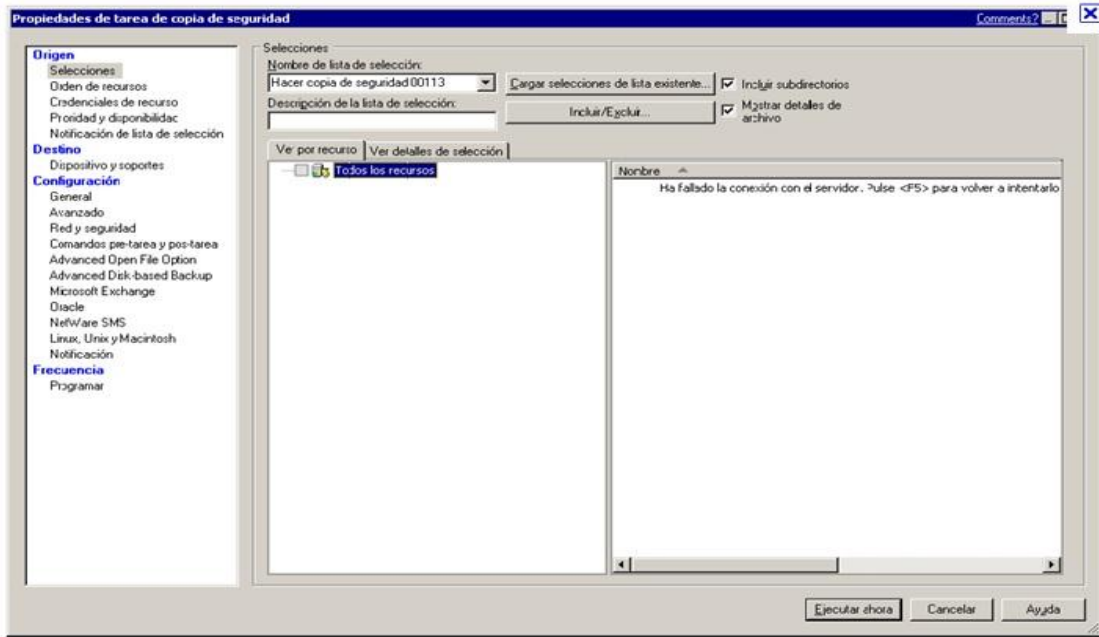 Propiedades de tarea de copia de seguridad
Comments?
Origen
Selecciones
Orden de recursos
Credenciales de recurso
Prioridad y disponibilidac
Notificación de lista de selección
Destino
Dispositivo y soportes
Configuración
General
Avanzado
Red y seguridad
Comandos pre-tarea y pos-tarea
Advanced Open File Option
Advanced Disk-based Backup
Microsoft Exchange
Oracle
NetWare SMS
Linux, Unix y Macintosh
Notificación
Frecuencia
Programar
Selecciones
Nombre de lista de selección:
Hacer copia de seguridad 00113
Cargar selecciones de lista existente...
Incluir subdirectorios
Descripción de la lista de selección:
Incluir/Excluir...
Mostrar detalles de
archivo
Ver por recurso
Ver detalles de selección
Todos los recursos
Nombre
Ha fallado la conexión con el servidor. Pulse <F5> para volver a intentarlo
Ejecutar ahora
Cancelar
Ayuda